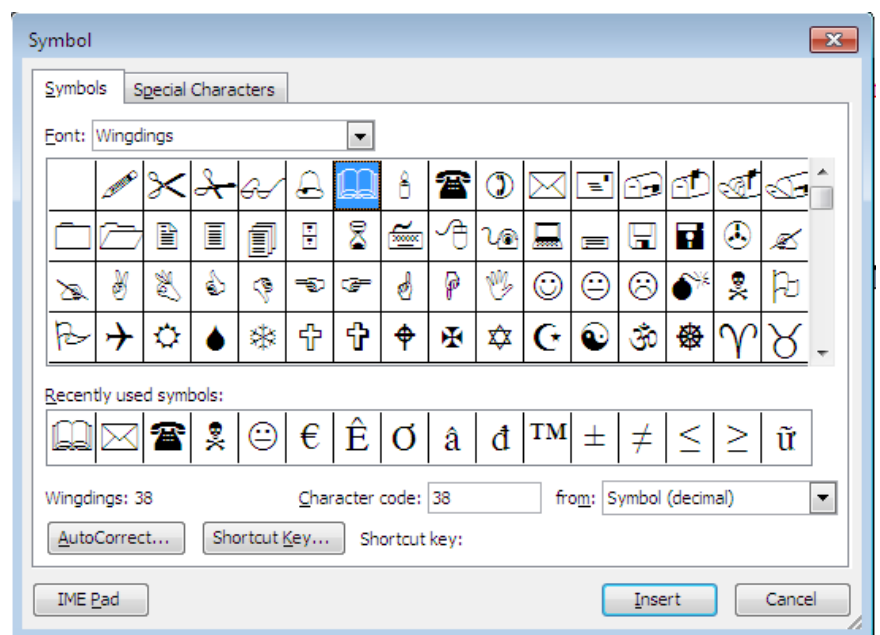 Symbol
Symbols Special Characters
Font: Wingdings
Recently used symbols:
€ Ê Ơ â đ TM ± ≠ ≤ ≥ ữ
Wingdings: 38 Character code: 38 from: Symbol (decimal)
AutoCorrect... Shortcut Key... Shortcut key:
IME Pad Insert Cancel